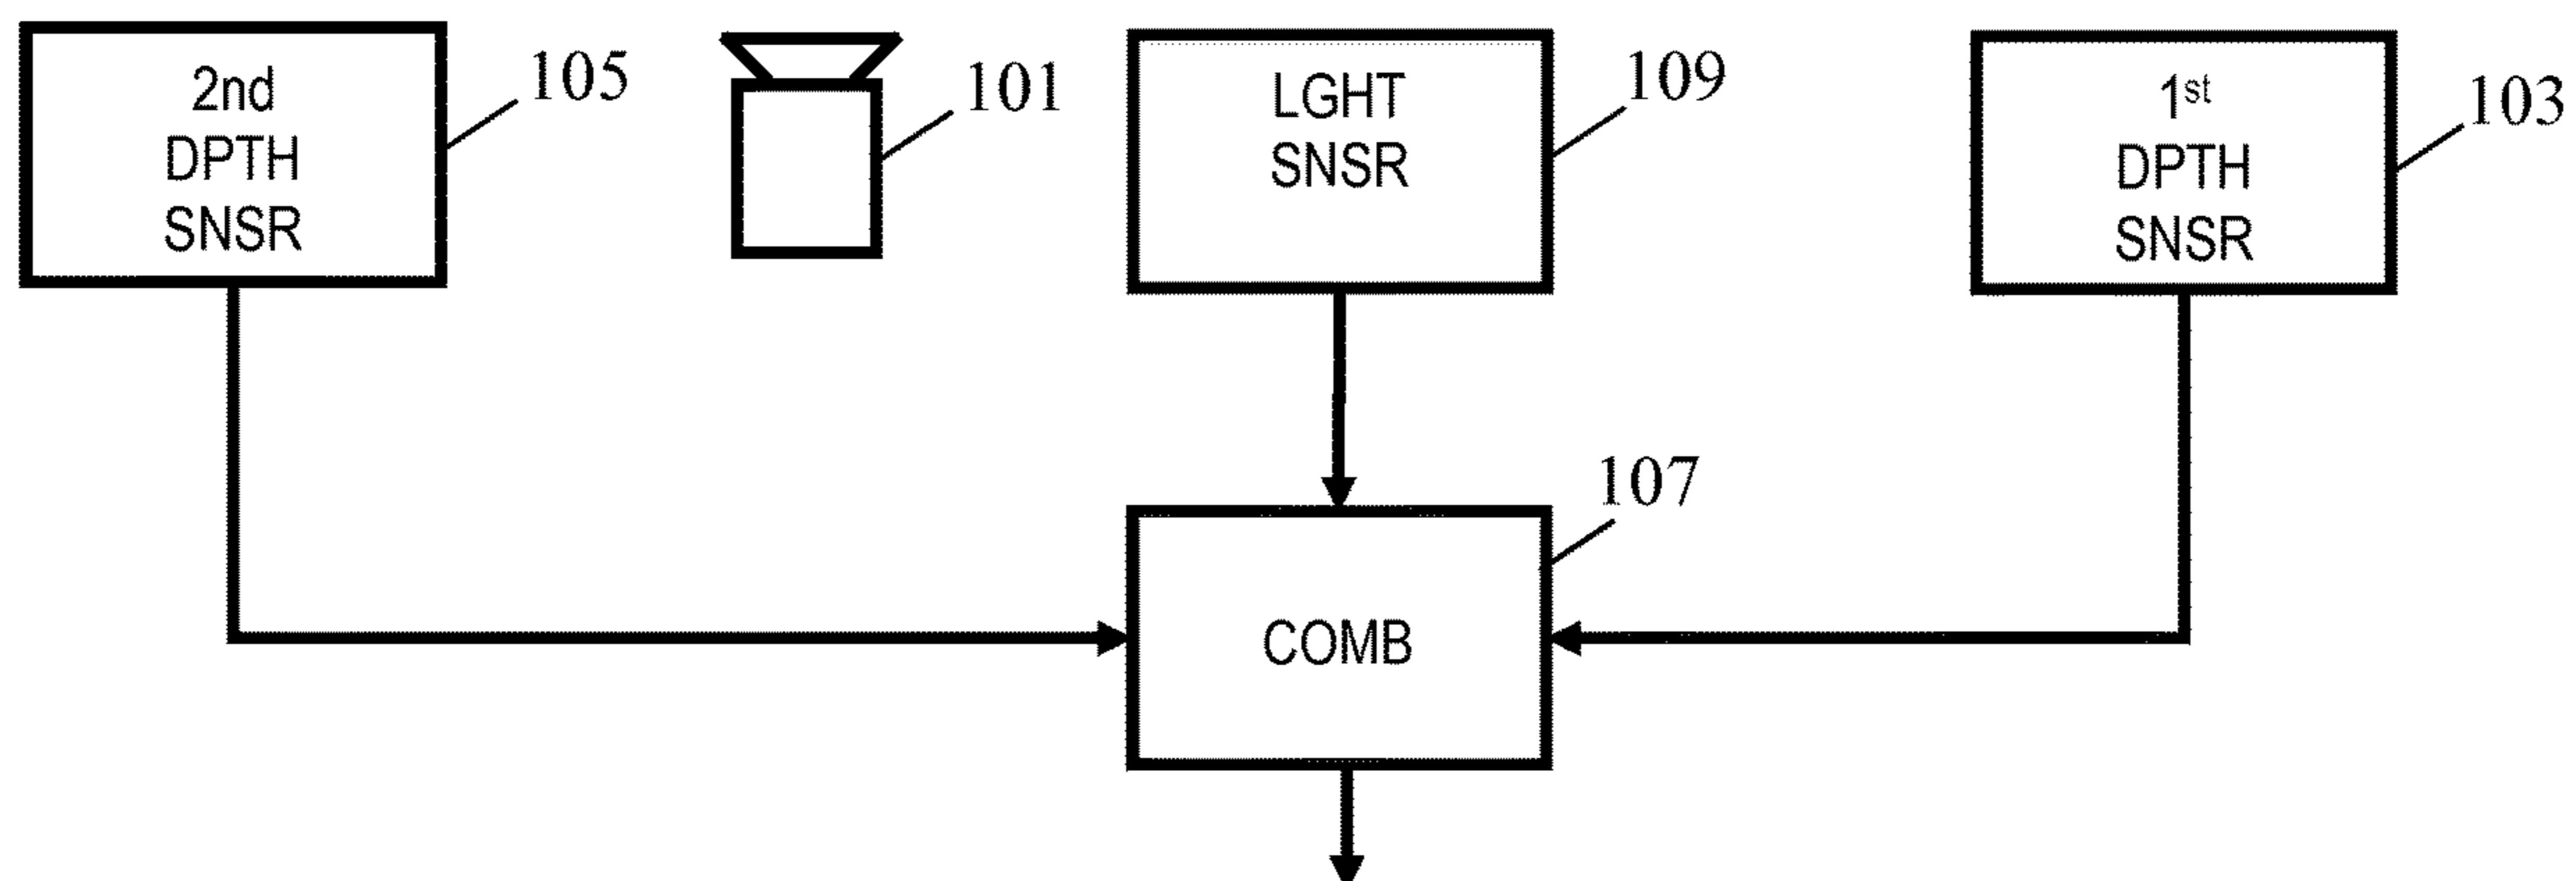 2nd
DPTH
SNSR
105
101
LGHT
SNSR
109
1st
DPTH
SNSR
103
107
COMB